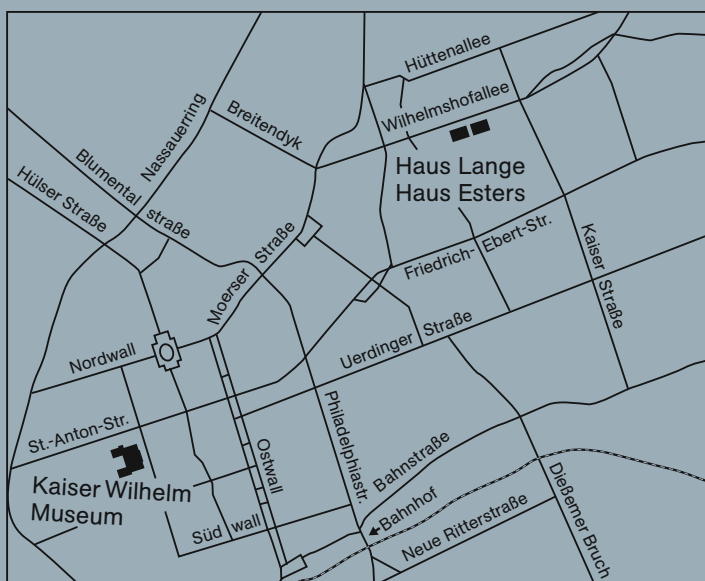 Hüttenallee
Wilhelmshofallee
Nassauerring
Breitendyk
Haus Lange
Haus Esters
Blumental straße
Hülser Straße
Moerser Straße
Friedrich-Ebert-Str.
Kaiser Straße
Uerdinger Straße
Nordwall
St.-Anton-Str.
Philadelphiastr.
Ostwall
Bahnstraße
Kaiser Wilhelm
Museum
Süd wall
Bahnhof
Neue Ritterstraße
Dießemer Bruch